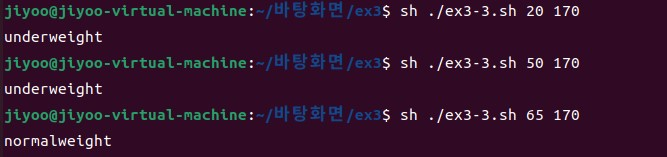 jiyoo@jiyoo-virtual-machine:~/바탕화면/ex3$ sh ./ex3-3.sh 20 170
underweight
jiyoo@jiyoo-virtual-machine:~/바탕화면/ex3$ sh ./ex3-3.sh 50 170
underweight
jiyoo@jiyoo-virtual-machine:~/바탕화면/ex3$ sh ./ex3-3.sh 65 170
normalweight